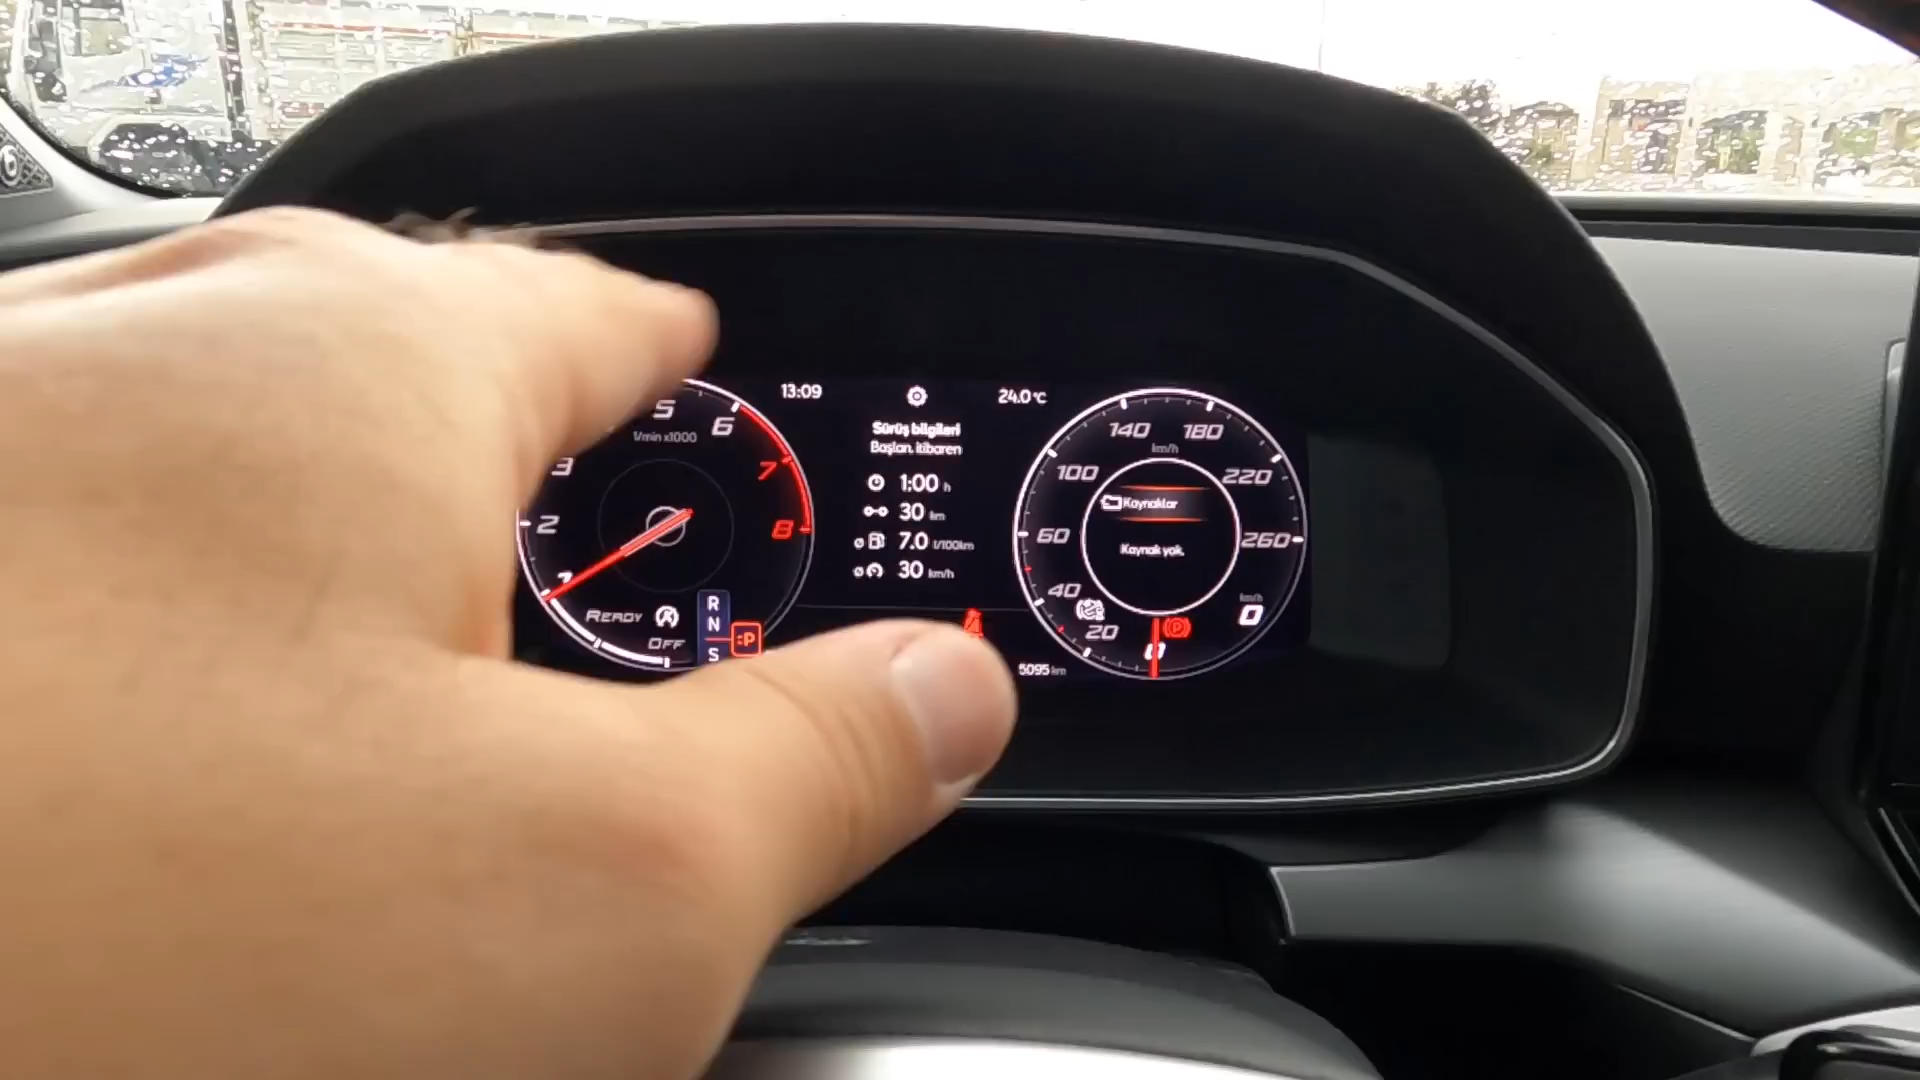 13:09
24.0 °C
Sürüş bilgileri
Başlan. itibaren
1:00 h
30 km
ø 7.0 l/100km
ø 30 km/h
5
6
1/min x1000
3
7
2
8
1
READY
OFF
R
N
P
S
140
180
km/h
100
220
Kaynaklar
60
260
Kaynak yok.
40
km/h
0
20
P
0
5095 km